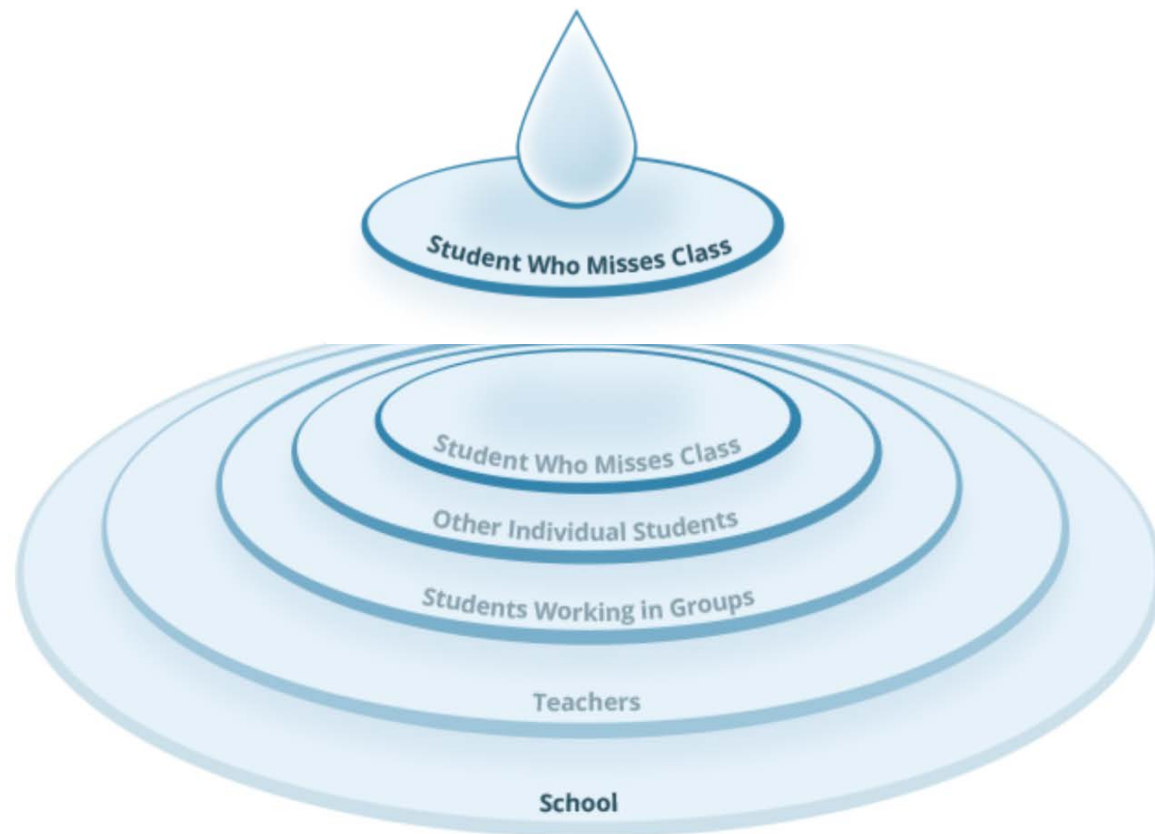 Student Who Misses Class
Student Who Misses Class
Other Individual Students
Students Working in Groups
Teachers
School